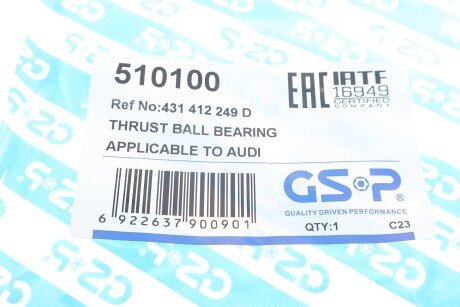 510100
EAC IATF
16949
CERTIFIED
COMPANY
Ref No:431 412 249 D
THRUST BALL BEARING
APPLICABLE TO AUDI
GSP
QUALITY DRIVEN PERFORMANCE
6 922637 900901
QTY:1 C23